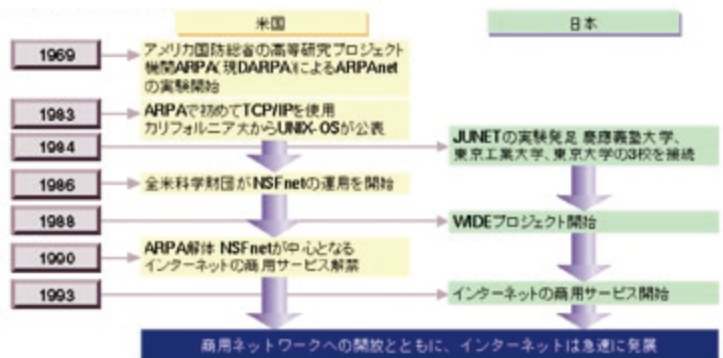 米国
日本
1969
アメリカ国防総省の高等研究プロジェクト
機関ARPA(現DARPA)によるARPAnet
の実験開始
1983
ARPAで初めてTCP/IPを使用
カリフォルニア大からUNIX-OSが公表
1984
JUNETの実験発足 慶應義塾大学、
東京工業大学、東京大学の3校を接続
1986
全米科学財団がNSFnetの運用を開始
1988
WIDEプロジェクト開始
1990
ARPA解体 NSFnetが中心となる
インターネットの商用サービス解禁
1993
インターネットの商用サービス開始
商用ネットワークへの開放とともに、インターネットは急速に発展